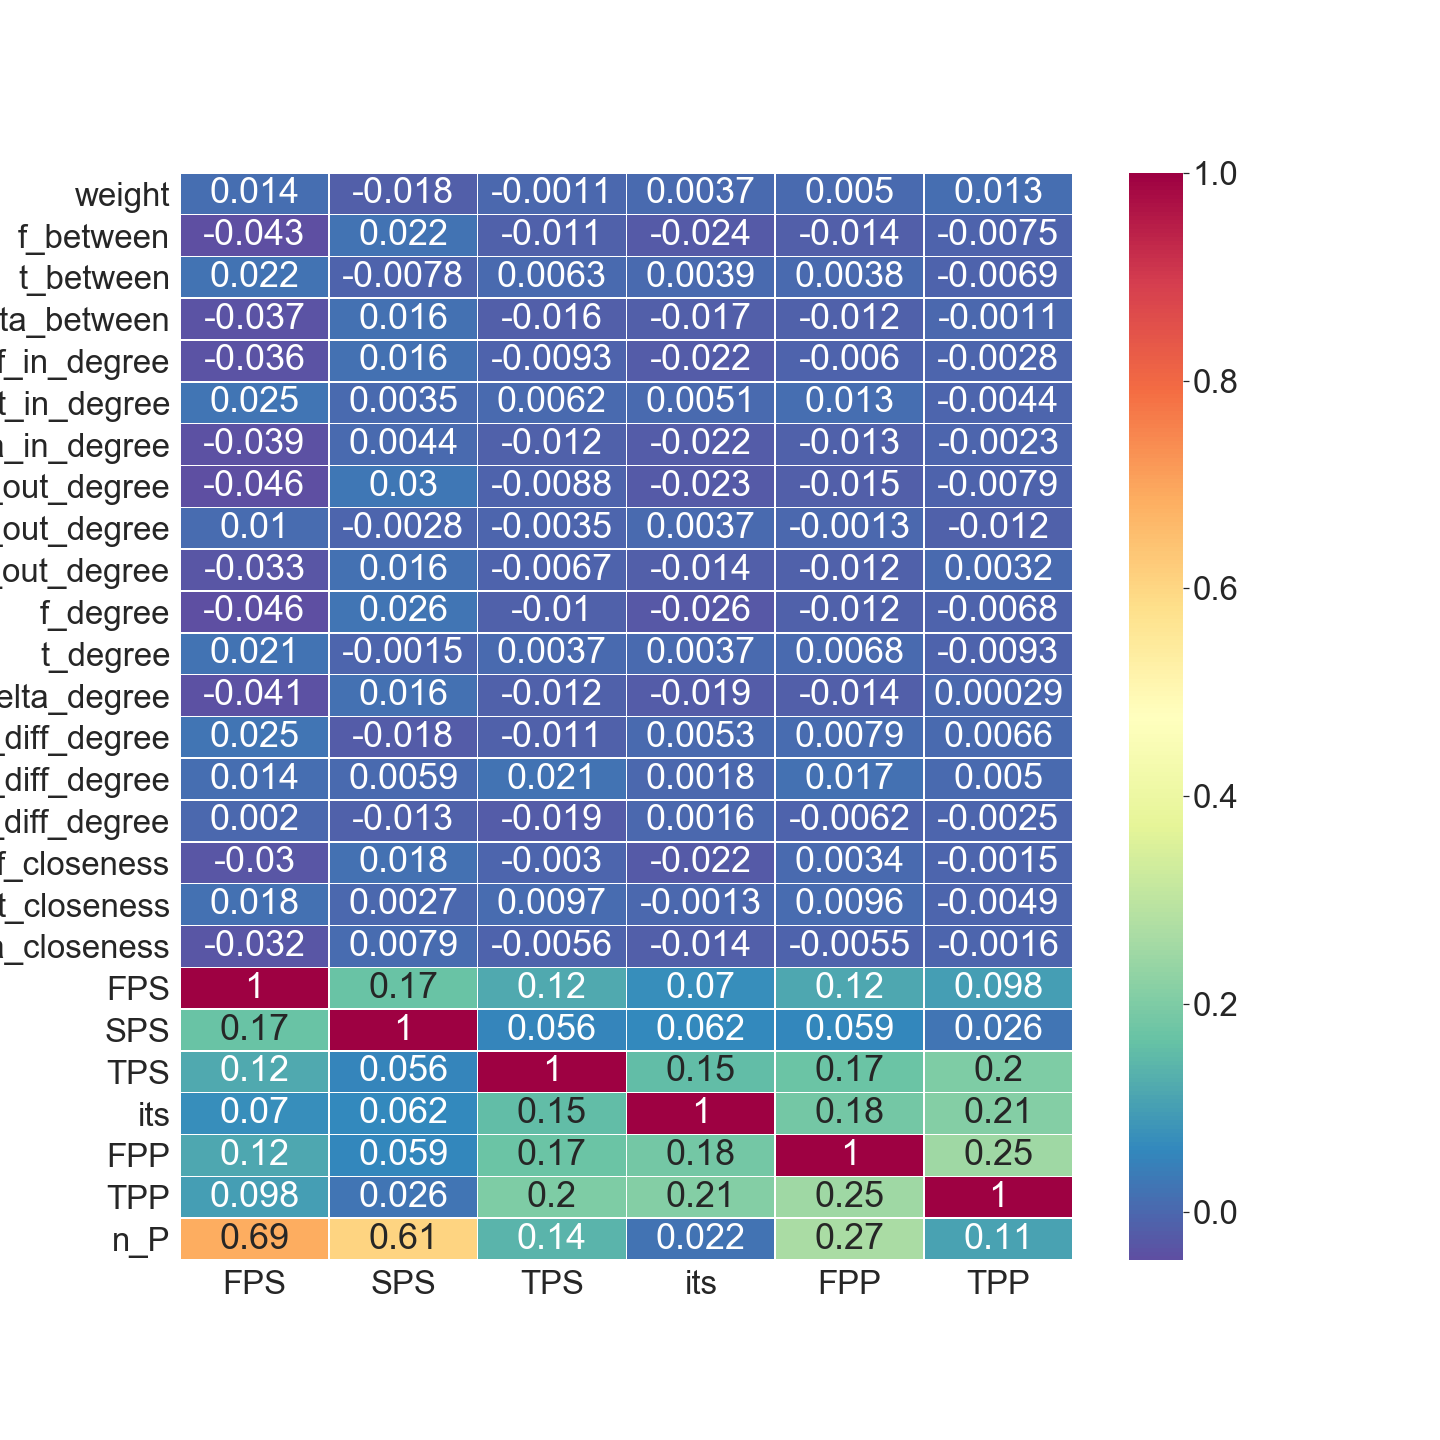 weight 0.014 -0.018 -0.0011 0.0037 0.005 0.013
f_between -0.043 0.022 -0.011 -0.024 -0.014 -0.0075
t_between 0.022 -0.0078 0.0063 0.0039 0.0038 -0.0069
ta_between -0.037 0.016 -0.016 -0.017 -0.012 -0.0011
f_in_degree -0.036 0.016 -0.0093 -0.022 -0.006 -0.0028
t_in_degree 0.025 0.0035 0.0062 0.0051 0.013 -0.0044
a_in_degree -0.039 0.0044 -0.012 -0.022 -0.013 -0.0023
_out_degree -0.046 0.03 -0.0088 -0.023 -0.015 -0.0079
_out_degree 0.01 -0.0028 -0.0035 0.0037 -0.0013 -0.012
_out_degree -0.033 0.016 -0.0067 -0.014 -0.012 0.0032
f_degree -0.046 0.026 -0.01 -0.026 -0.012 -0.0068
t_degree 0.021 -0.0015 0.0037 0.0037 0.0068 -0.0093
elta_degree -0.041 0.016 -0.012 -0.019 -0.014 0.00029
_diff_degree 0.025 -0.018 -0.011 0.0053 0.0079 0.0066
_diff_degree 0.014 0.0059 0.021 0.0018 0.017 0.005
_diff_degree 0.002 -0.013 -0.019 0.0016 -0.0062 -0.0025
f_closeness -0.03 0.018 -0.003 -0.022 0.0034 -0.0015
t_closeness 0.018 0.0027 0.0097 -0.0013 0.0096 -0.0049
a_closeness -0.032 0.0079 -0.0056 -0.014 -0.0055 -0.0016
FPS 1 0.17 0.12 0.07 0.12 0.098
SPS 0.17 1 0.056 0.062 0.059 0.026
TPS 0.12 0.056 1 0.15 0.17 0.2
its 0.07 0.062 0.15 1 0.18 0.21
FPP 0.12 0.059 0.17 0.18 1 0.25
TPP 0.098 0.026 0.2 0.21 0.25 1
n_P 0.69 0.61 0.14 0.022 0.27 0.11
FPS SPS TPS its FPP TPP
1.0
0.8
0.6
0.4
0.2
0.0